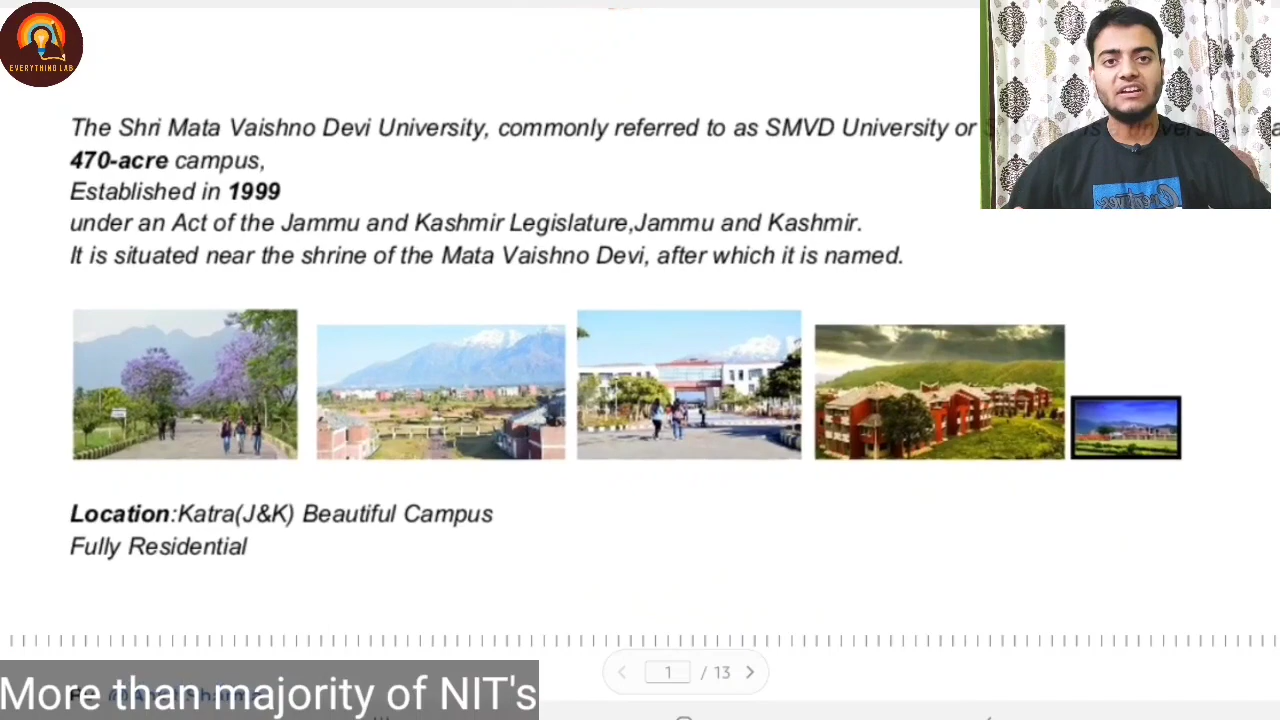 EVERYTHING LAB
The Shri Mata Vaishno Devi University, commonly referred to as SMVD University or
470-acre campus,
Established in 1999
under an Act of the Jammu and Kashmir Legislature,Jammu and Kashmir.
It is situated near the shrine of the Mata Vaishno Devi, after which it is named.
Location:Katra(J&K) Beautiful Campus
Fully Residential
1 / 13
More than majority of NIT's